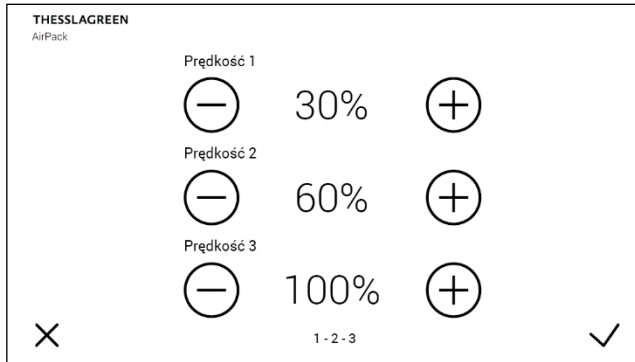 THESSLAGREEN
AirPack
Prędkość 1
30%
Prędkość 2
60%
Prędkość 3
100%
1 - 2 - 3